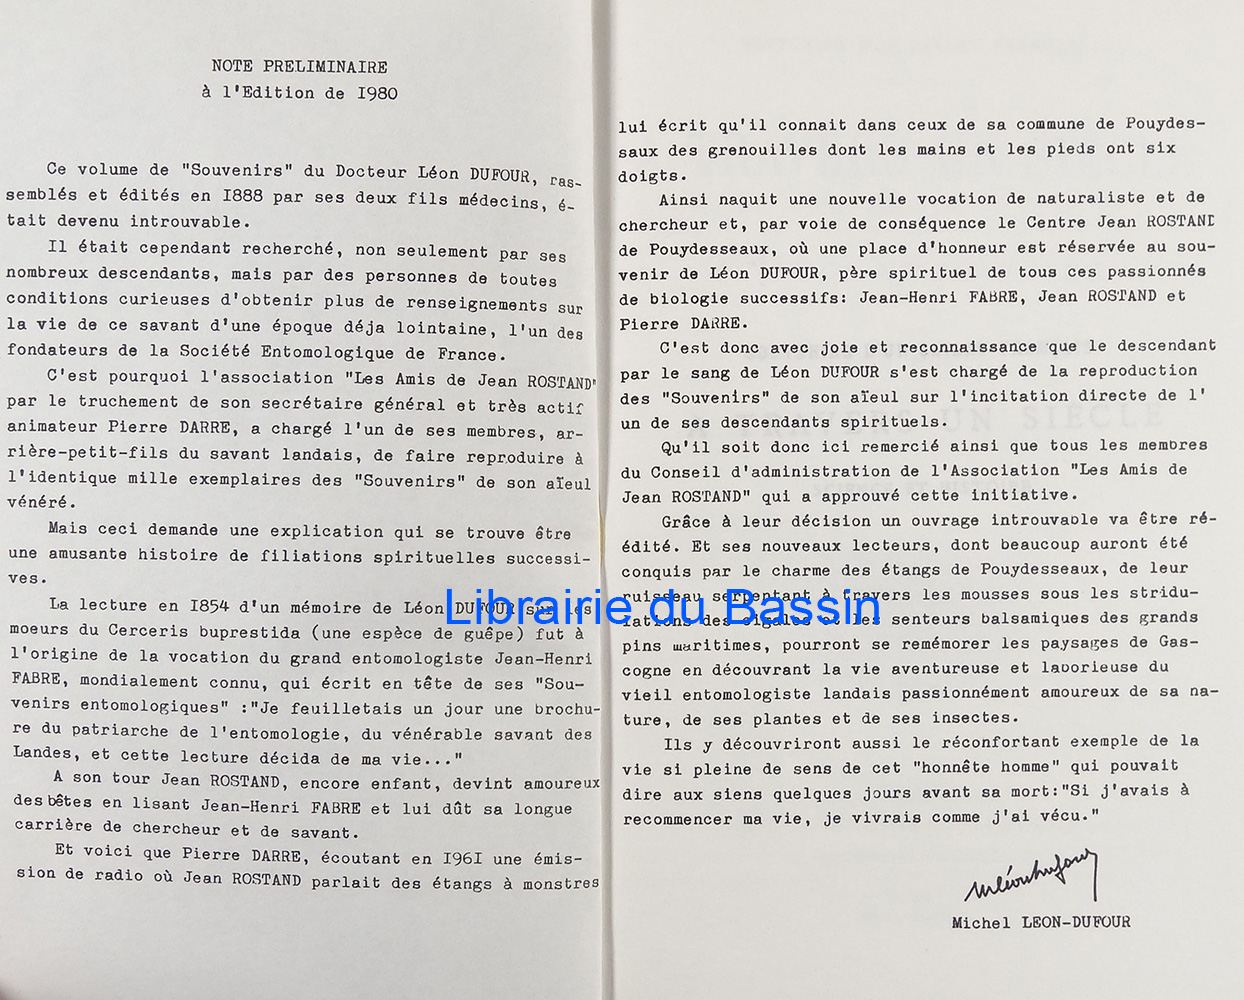 NOTE PRELIMINAIRE
à l'Edition de I980
Ce volume de "Souvenirs" du Docteur Léon DUFOUR, ras-
semblés et édités en I888 par ses deux fils médecins, é-
tait devenu introuvable.
Il était cependant recherché, non seulement par ses
nombreux descendants, mais par des personnes de toutes
conditions curieuses d'obtenir plus de renseignements sur
la vie de ce savant d'une époque déja lointaine, l'un des
fondateurs de la Société Entomologique de France.
C'est pourquoi l'association "Les Amis de Jean ROSTAND"
par le truchement de son secrétaire général et très actif
animateur Pierre DARRE, a chargé l'un de ses membres, ar-
rière-petit-fils du savant landais, de faire reproduire à
l'identique mille exemplaires des "Souvenirs" de son aïeul
vénéré.
Mais ceci demande une explication qui se trouve être
une amusante histoire de filiations spirituelles successi-
ves.
La lecture en I854 d'un mémoire de Léon DUFOUR sur les
moeurs du Cerceris buprestida (une espèce de guêpe) fut à
l'origine de la vocation du grand entomologiste Jean-Henri
FABRE, mondialement connu, qui écrit en tête de ses "Sou-
venirs entomologiques" :"Je feuilletais un jour une brochu-
re du patriarche de l'entomologie, du vénérable savant des
Landes, et cette lecture décida de ma vie..."
A son tour Jean ROSTAND, encore enfant, devint amoureux
des bêtes en lisant Jean-Henri FABRE et lui dût sa longue
carrière de chercheur et de savant.
Et voici que Pierre DARRE, écoutant en I96I une émis-
sion de radio où Jean ROSTAND parlait des étangs à monstres
lui écrit qu'il connait dans ceux de sa commune de Pouydes-
saux des grenouilles dont les mains et les pieds ont six
doigts.
Ainsi naquit une nouvelle vocation de naturaliste et de
chercheur et, par voie de conséquence le Centre Jean ROSTAND
de Pouydesseaux, où une place d'honneur est réservée au sou-
venir de Léon DUFOUR, père spirituel de tous ces passionnés
de biologie successifs: Jean-Henri FABRE, Jean ROSTAND et
Pierre DARRE.
C'est donc avec joie et reconnaissance que le descendant
par le sang de Léon DUFOUR s'est chargé de la reproduction
des "Souvenirs" de son aïeul sur l'incitation directe de l'
un de ses descendants spirituels.
Qu'il soit donc ici remercié ainsi que tous les membres
du Conseil d'administration de l'Association "Les Amis de
Jean ROSTAND" qui a approuvé cette initiative.
Grâce à leur décision un ouvrage introuvable va être ré-
édité. Et ses nouveaux lecteurs, dont beaucoup auront été
conquis par le charme des étangs de Pouydesseaux, de leur
ruisseau serpentant à travers les mousses sous les stridu-
lations des cigales et les senteurs balsamiques des grands
pins maritimes, pourront se remémorer les paysages de Gas-
cogne en découvrant la vie aventureuse et laborieuse du
vieil entomologiste landais passionnément amoureux de sa na-
ture, de ses plantes et de ses insectes.
Ils y découvriront aussi le réconfortant exemple de la
vie si pleine de sens de cet "honnête homme" qui pouvait
dire aux siens quelques jours avant sa mort:"Si j'avais à
recommencer ma vie, je vivrais comme j'ai vécu."
MLéonDufour
Michel LEON-DUFOUR
Librairie du Bassin